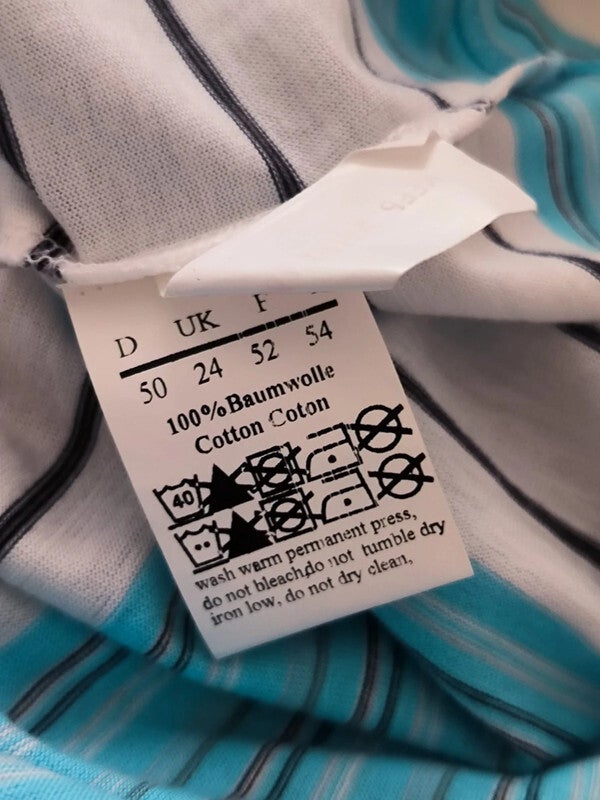 D UK F
50 24 52 54
100%Baumwolle
Cotton Coton
40
wash warm permanent press,
do not bleach,do not tumble dry
iron low, do not dry clean,